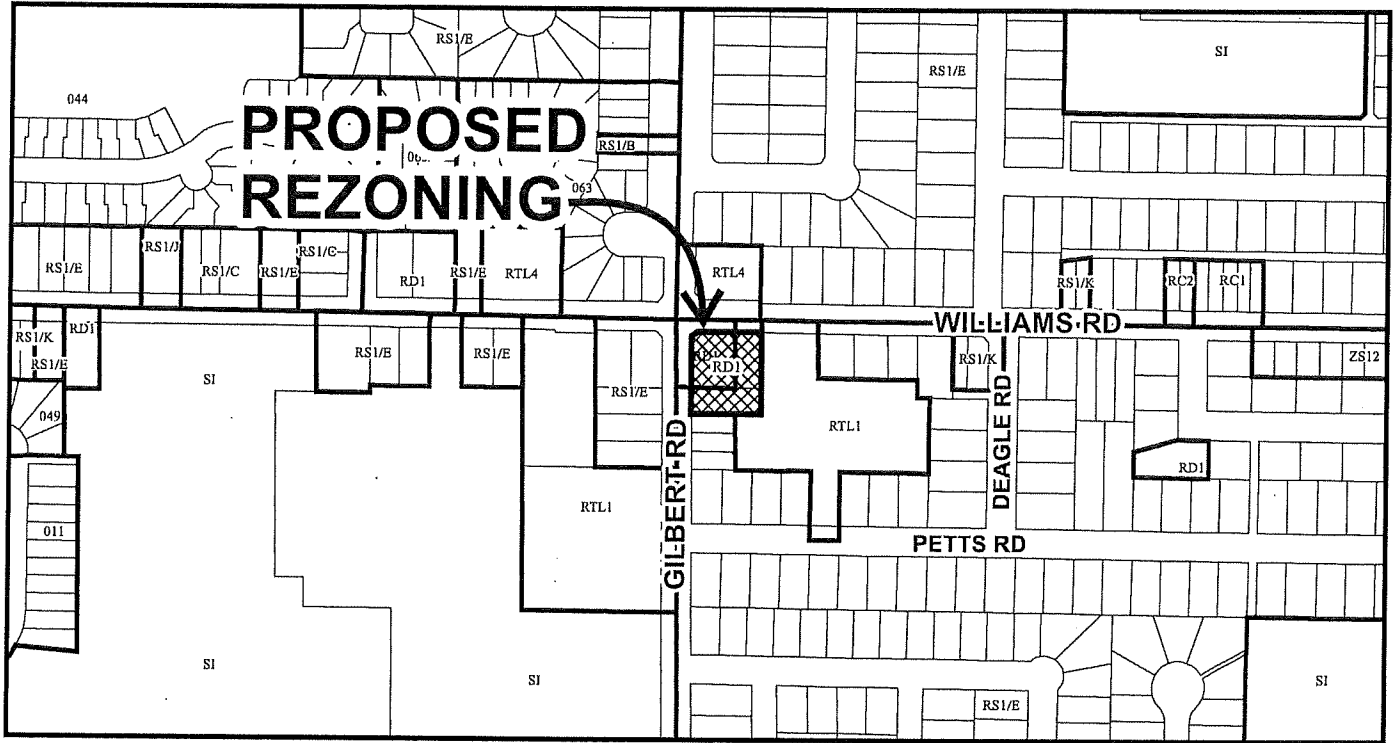 RS1/E
SI
RS1/E
044
PROPOSED
REZONING
RS1/B
063
RS1/E
RS1/J
RS1/C
RS1/E
RS1/C
RD1
RS1/E
RTL4
RTL4
RS1/K
RC2
RC1
WILLIAMS RD
RS1/K
RS1/E
RD1
SI
RS1/E
RS1/E
RS1/E
RD1
RS1/K
ZS12
049
GILBERT RD
RTL1
DEAGLE RD
RD1
011
RTL1
PETTS RD
SI
SI
RS1/E
SI